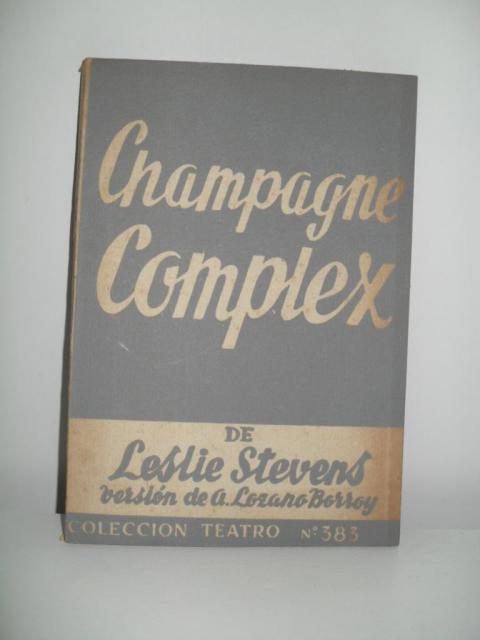 Champagne
Complex
DE
Leslie Stevens
versión de A. Lozano Borroy
COLECCION TEATRO Nº 383